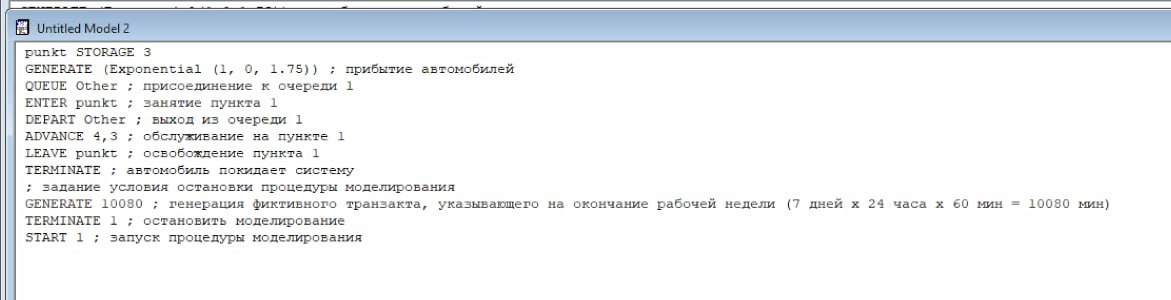 Untitled Model 2
punkt STORAGE 3
GENERATE (Exponential (1, 0, 1.75)) ; прибытие автомобилей
QUEUE Other ; присоединение к очереди 1
ENTER punkt ; занятие пункта 1
DEPART Other ; выход из очереди 1
ADVANCE 4,3 ; обслуживание на пункте 1
LEAVE punkt ; освобождение пункта 1
TERMINATE ; автомобиль покидает систему
; задание условия остановки процедуры моделирования
GENERATE 10080 ; генерация фиктивного транзакта, указывающего на окончание рабочей недели (7 дней x 24 часа x 60 мин = 10080 мин)
TERMINATE 1 ; остановить моделирование
START 1 ; запуск процедуры моделирования